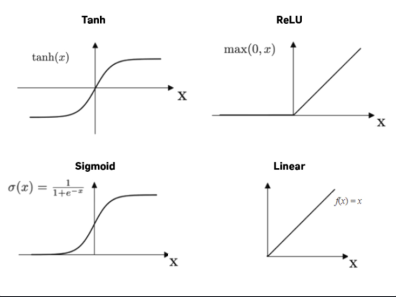 Tanh
tanh(x)
X
ReLU
max(0, x)
X
Sigmoid
σ(x) = 1/(1+e^{-x})
X
Linear
f(x) = x
X